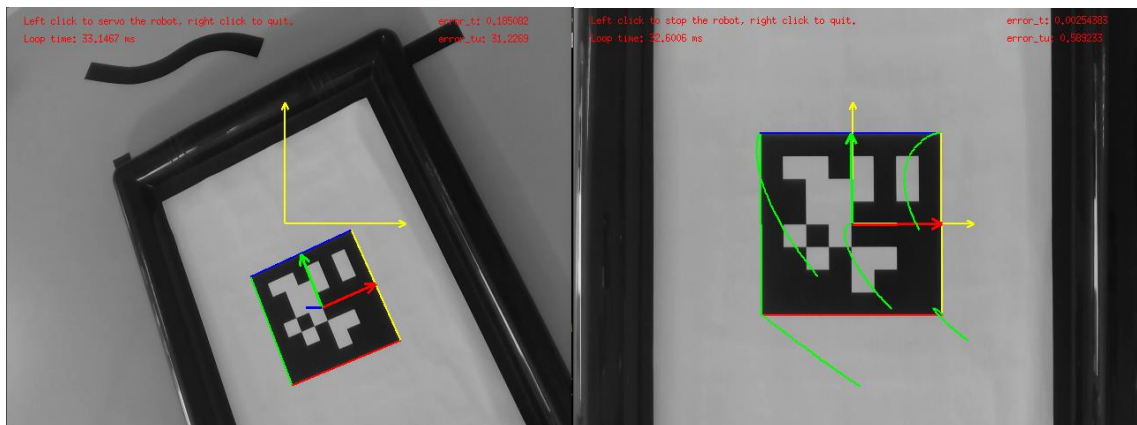 Left click to servo the robot, right click to quit.
error_t: 0.185082
Loop time: 33.1467 ms
error_tu: 31.2269
Left click to stop the robot, right click to quit.
error_t: 0.00254383
Loop time: 32.6006 ms
error_tu: 0.589233